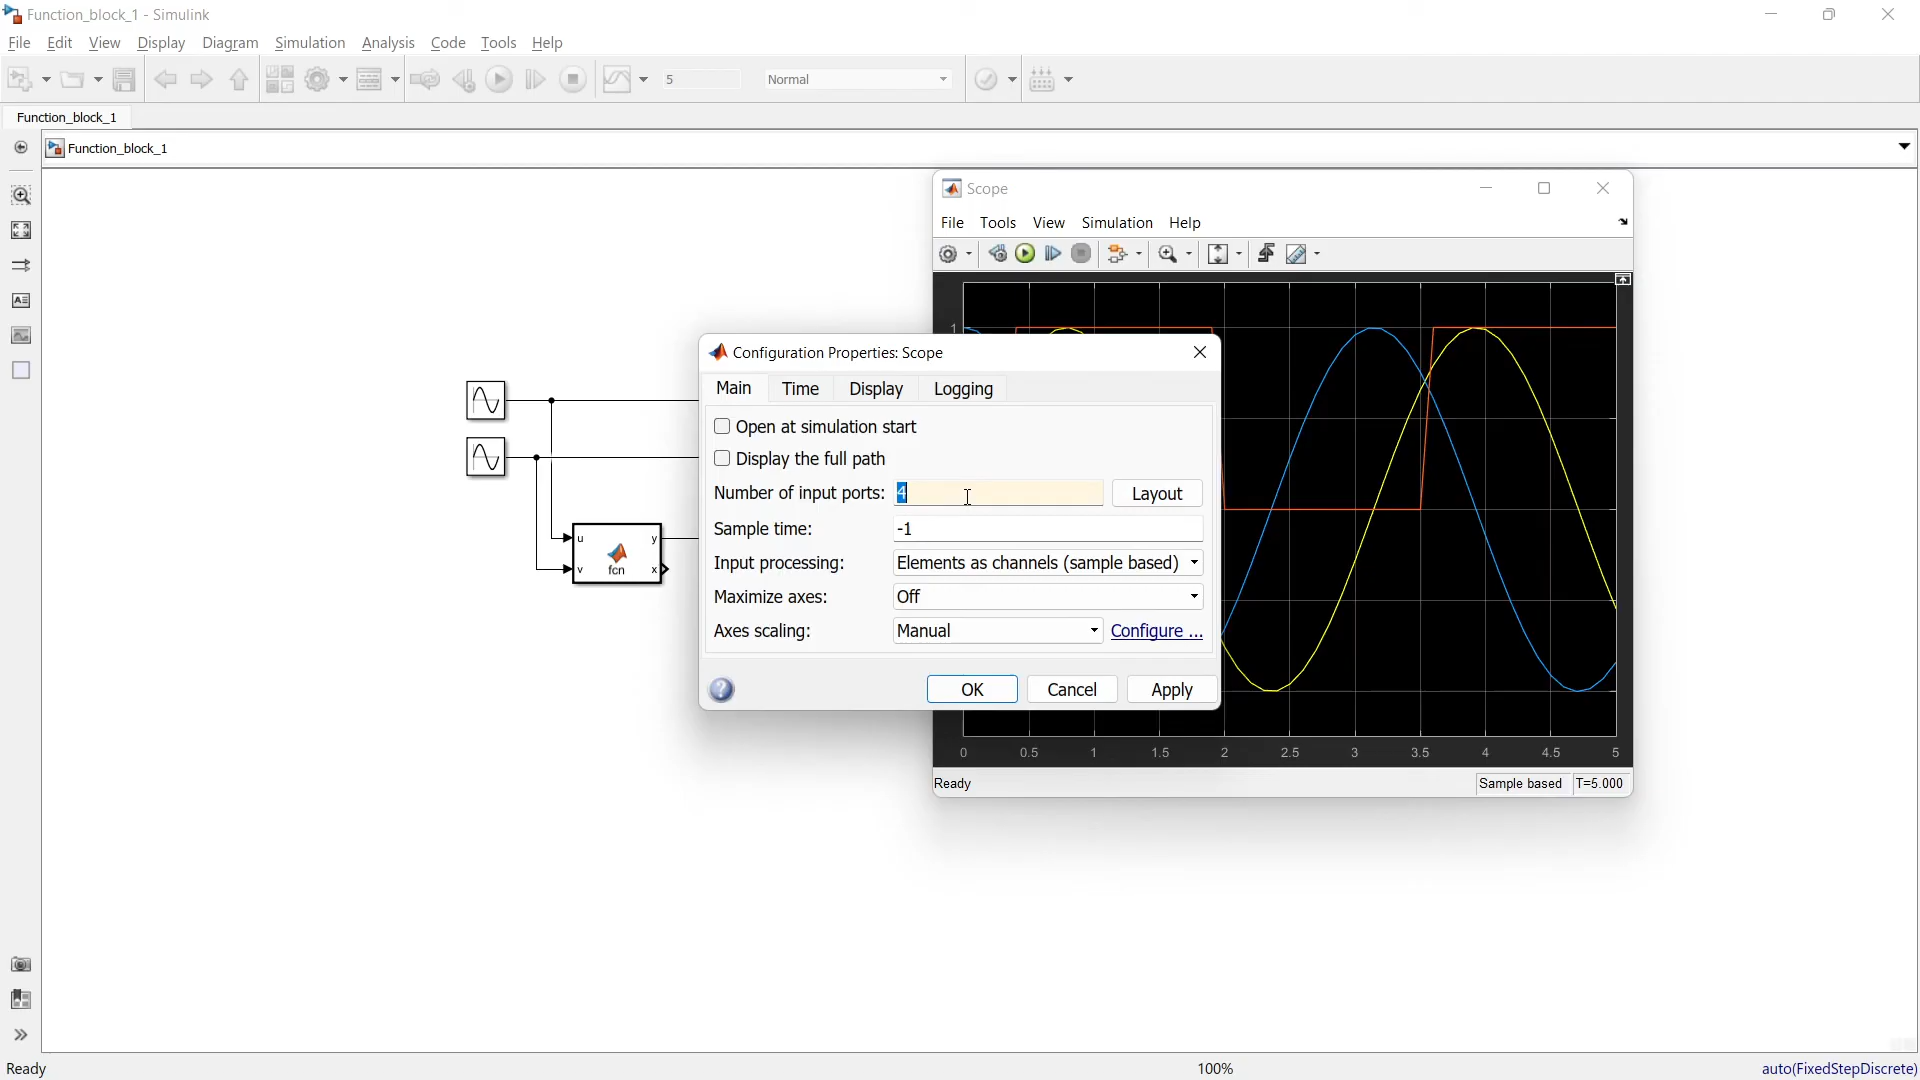 Function_block_1 - Simulink
File Edit View Display Diagram Simulation Analysis Code Tools Help
5 Normal
Function_block_1
Function_block_1
Scope
File Tools View Simulation Help
1
Configuration Properties: Scope
Main Time Display Logging
Open at simulation start
Display the full path
Number of input ports: 4 Layout
Sample time: -1
Input processing: Elements as channels (sample based)
Maximize axes: Off
Axes scaling: Manual Configure ...
OK Cancel Apply
u y
v fcn x
0 0.5 1 1.5 2 2.5 3 3.5 4 4.5 5
Ready Sample based T=5.000
Ready 100% auto(FixedStepDiscrete)